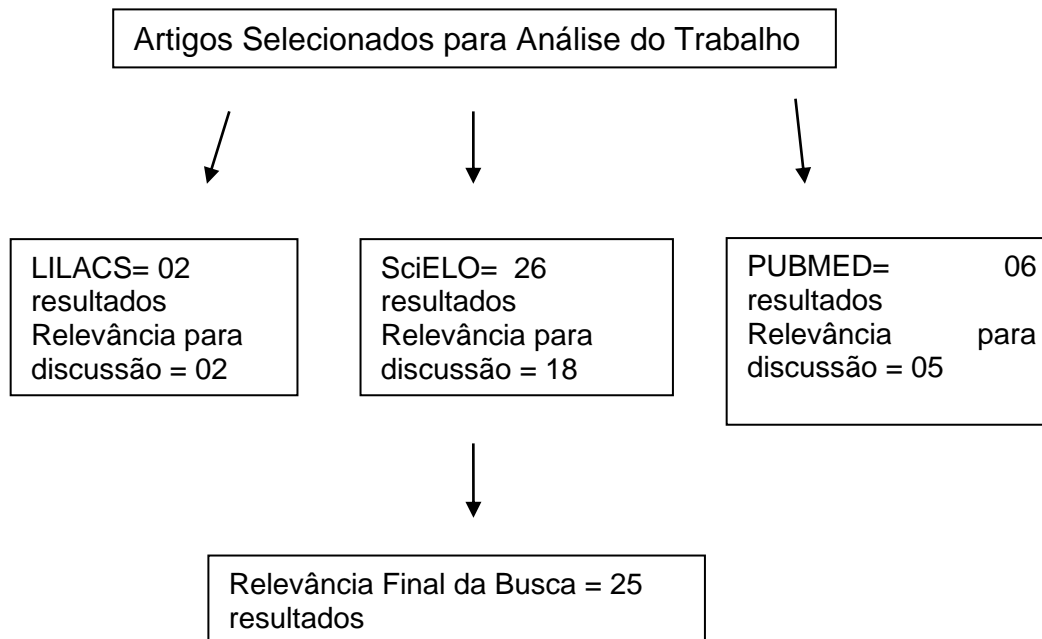 Artigos Selecionados para Análise do Trabalho
LILACS= 02
resultados
Relevância para
discussão = 02
SciELO= 26
resultados
Relevância para
discussão = 18
PUBMED= 06
resultados
Relevância para
discussão = 05
Relevância Final da Busca = 25
resultados